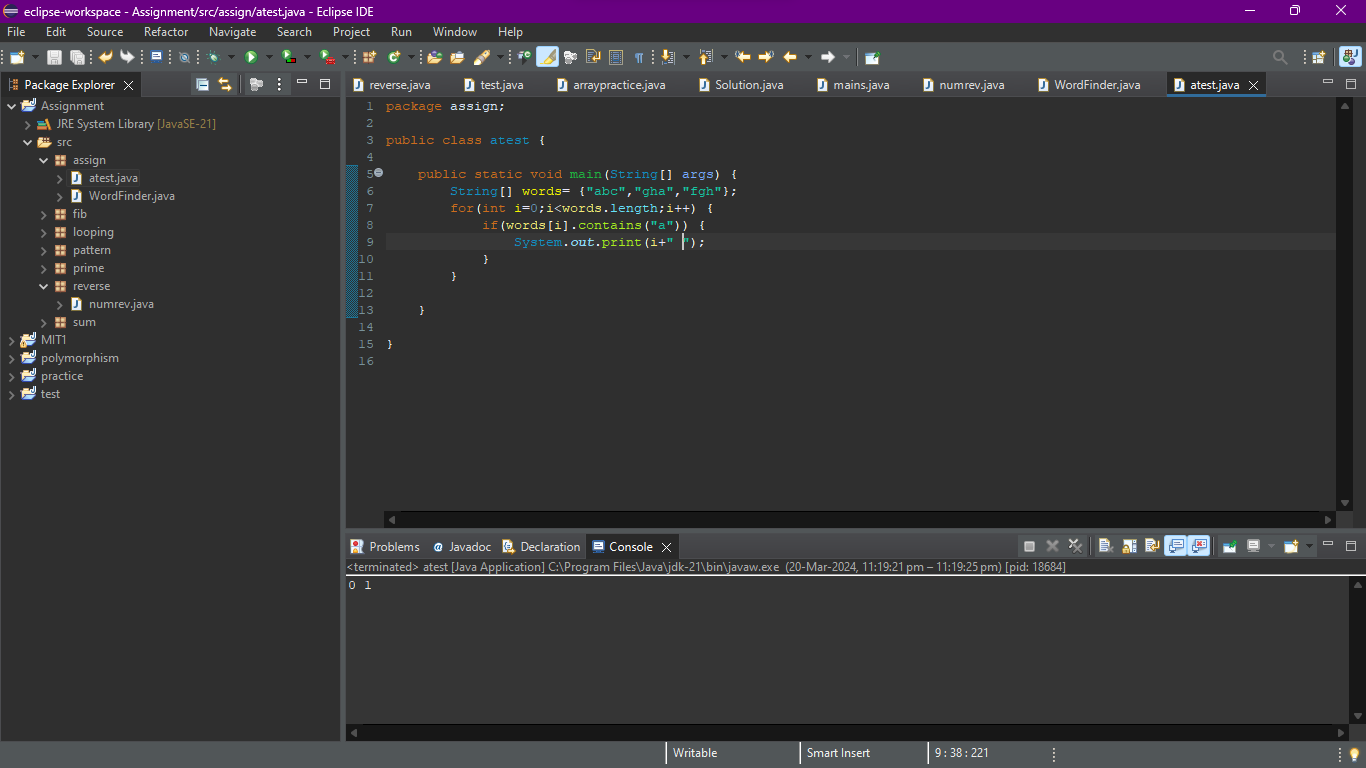 eclipse-workspace - Assignment/src/assign/atest.java - Eclipse IDE
File Edit Source Refactor Navigate Search Project Run Window Help
Package Explorer
Assignment
JRE System Library [JavaSE-21]
src
assign
atest.java
WordFinder.java
fib
looping
pattern
prime
reverse
numrev.java
sum
MIT1
polymorphism
practice
test
reverse.java test.java arraypractice.java Solution.java mains.java numrev.java WordFinder.java atest.java
1 package assign;
2
3 public class atest {
4
5 public static void main(String[] args) {
6 String[] words= {"abc","gha","fgh"};
7 for(int i=0;i<words.length;i++) {
8 if(words[i].contains("a")) {
9 System.out.print(i+" ");
10 }
11 }
12
13 }
14
15 }
16
Problems @ Javadoc Declaration Console
<terminated> atest [Java Application] C:\Program Files\Java\jdk-21\bin\javaw.exe (20-Mar-2024, 11:19:21 pm – 11:19:25 pm) [pid: 18684]
0 1
Writable Smart Insert 9 : 38 : 221